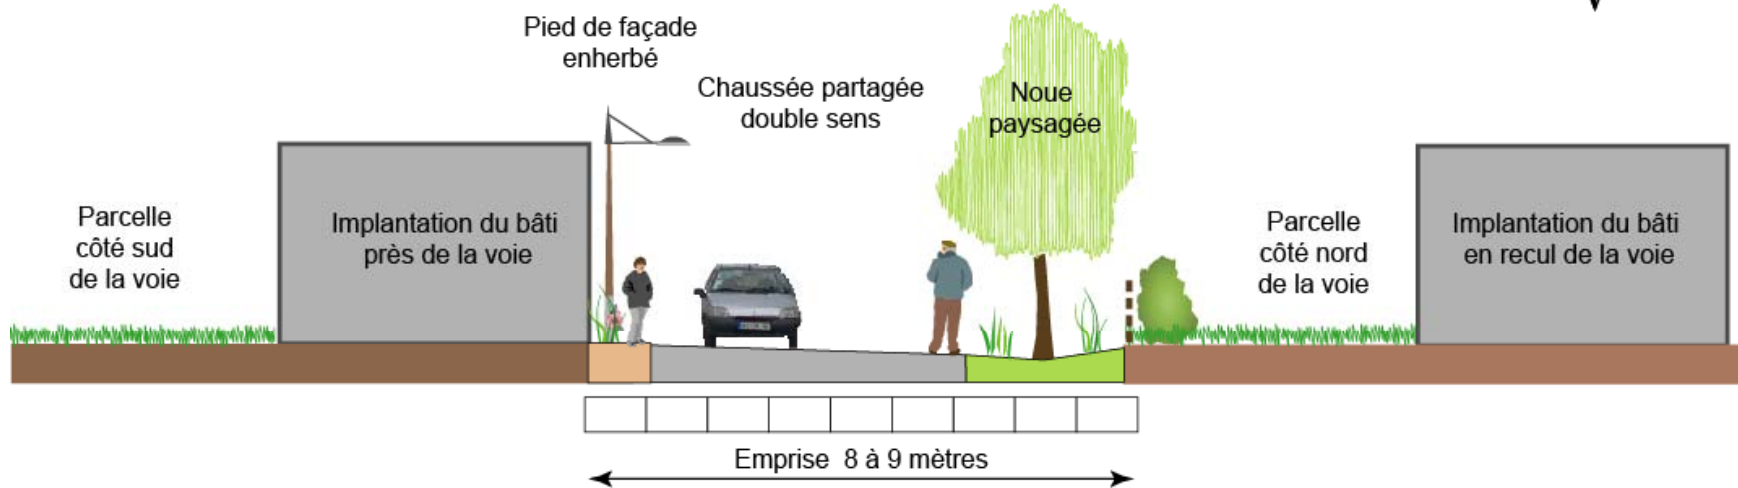 Pied de façade
enherbé
Chaussée partagée
double sens
Noue
paysagée
Parcelle
côté sud
de la voie
Implantation du bâti
près de la voie
Parcelle
côté nord
de la voie
Implantation du bâti
en recul de la voie
Emprise 8 à 9 mètres